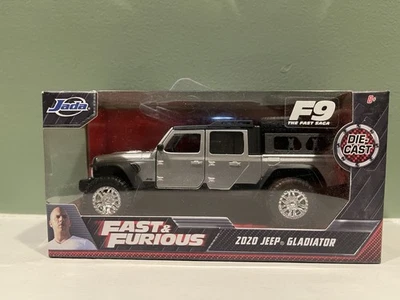 Jada
F9
THE FAST SAGA
8+
DIE-
CAST
FAST &
FURIOUS
2020 JEEP® GLADIATOR